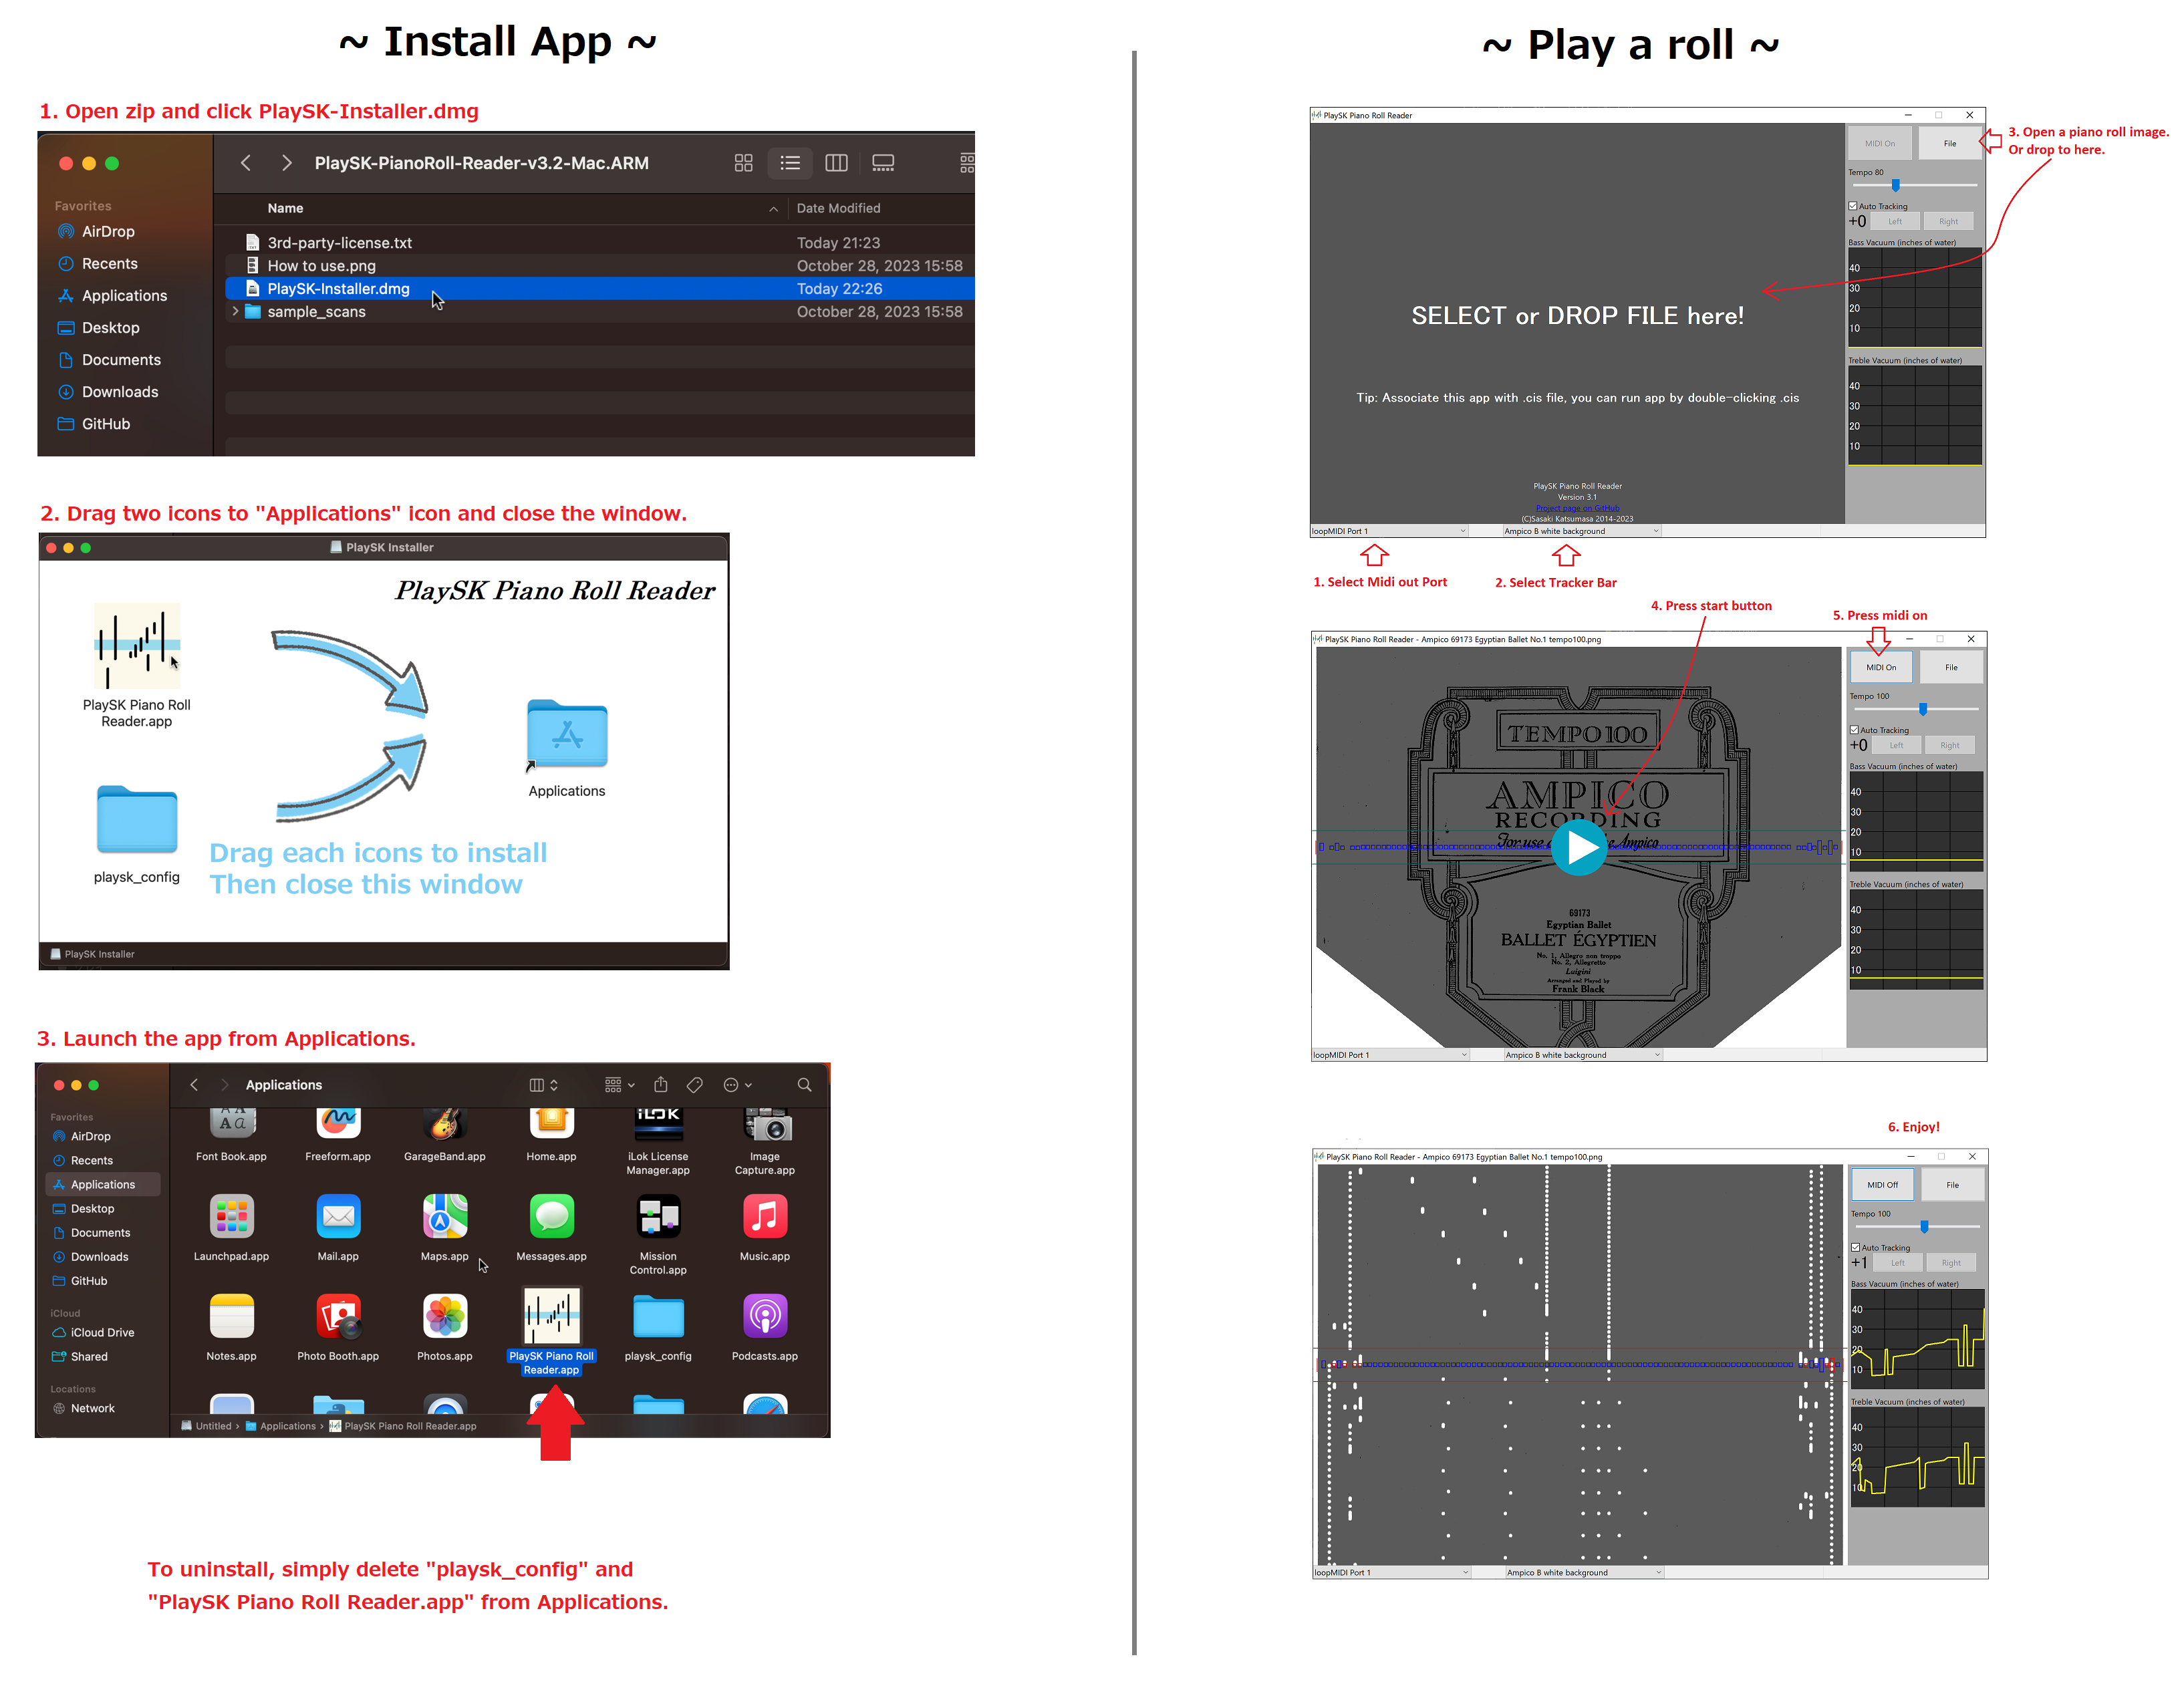 ~ Install App ~
1. Open zip and click PlaySK-Installer.dmg
PlaySK-PianoRoll-Reader-v3.2-Mac.ARM
Favorites
AirDrop
Recents
Applications
Desktop
Documents
Downloads
GitHub
Name
Date Modified
3rd-party-license.txt
Today 21:23
How to use.png
October 28, 2023 15:58
PlaySK-Installer.dmg
Today 22:26
sample_scans
October 28, 2023 15:58
2. Drag two icons to "Applications" icon and close the window.
PlaySK Installer
PlaySK Piano Roll Reader
PlaySK Piano Roll
Reader.app
Applications
playsk_config
Drag each icons to install
Then close this window
PlaySK Installer
3. Launch the app from Applications.
Applications
Favorites
AirDrop
Recents
Applications
Desktop
Documents
Downloads
GitHub
iCloud
iCloud Drive
Shared
Locations
Network
iLOK
Font Book.app
Freeform.app
GarageBand.app
Home.app
iLok License
Manager.app
Image
Capture.app
Launchpad.app
Mail.app
Maps.app
Messages.app
Mission
Control.app
Music.app
Notes.app
Photo Booth.app
Photos.app
PlaySK Piano Roll
Reader.app
playsk_config
Podcasts.app
Untitled › Applications › PlaySK Piano Roll Reader.app
To uninstall, simply delete "playsk_config" and
"PlaySK Piano Roll Reader.app" from Applications.
~ Play a roll ~
PlaySK Piano Roll Reader
MIDI On
File
3. Open a piano roll image.
Or drop to here.
Tempo 80
Auto Tracking
+0
Left
Right
Bass Vacuum (inches of water)
40
30
20
10
Treble Vacuum (inches of water)
40
30
20
10
SELECT or DROP FILE here!
Tip: Associate this app with .cis file, you can run app by double-clicking .cis
PlaySK Piano Roll Reader
Version 3.1
Project page on GitHub
(C)Sasaki Katsumasa 2014-2023
loopMIDI Port 1
Ampico B white background
1. Select Midi out Port
2. Select Tracker Bar
4. Press start button
5. Press midi on
PlaySK Piano Roll Reader - Ampico 69173 Egyptian Ballet No.1 tempo100.png
MIDI On
File
Tempo 100
Auto Tracking
+0
Left
Right
Bass Vacuum (inches of water)
40
30
20
10
Treble Vacuum (inches of water)
40
30
20
10
TEMPO 100
AMPICO
RECORDING
For use Ampico
69173
Egyptian Ballet
BALLET ÉGYPTIEN
No. 1, Allegro non troppo
No. 2, Allegretto
Luigini
Arranged and Played by
Frank Black
loopMIDI Port 1
Ampico B white background
6. Enjoy!
PlaySK Piano Roll Reader - Ampico 69173 Egyptian Ballet No.1 tempo100.png
MIDI Off
File
Tempo 100
Auto Tracking
+1
Left
Right
Bass Vacuum (inches of water)
40
30
20
10
Treble Vacuum (inches of water)
40
30
20
10
loopMIDI Port 1
Ampico B white background